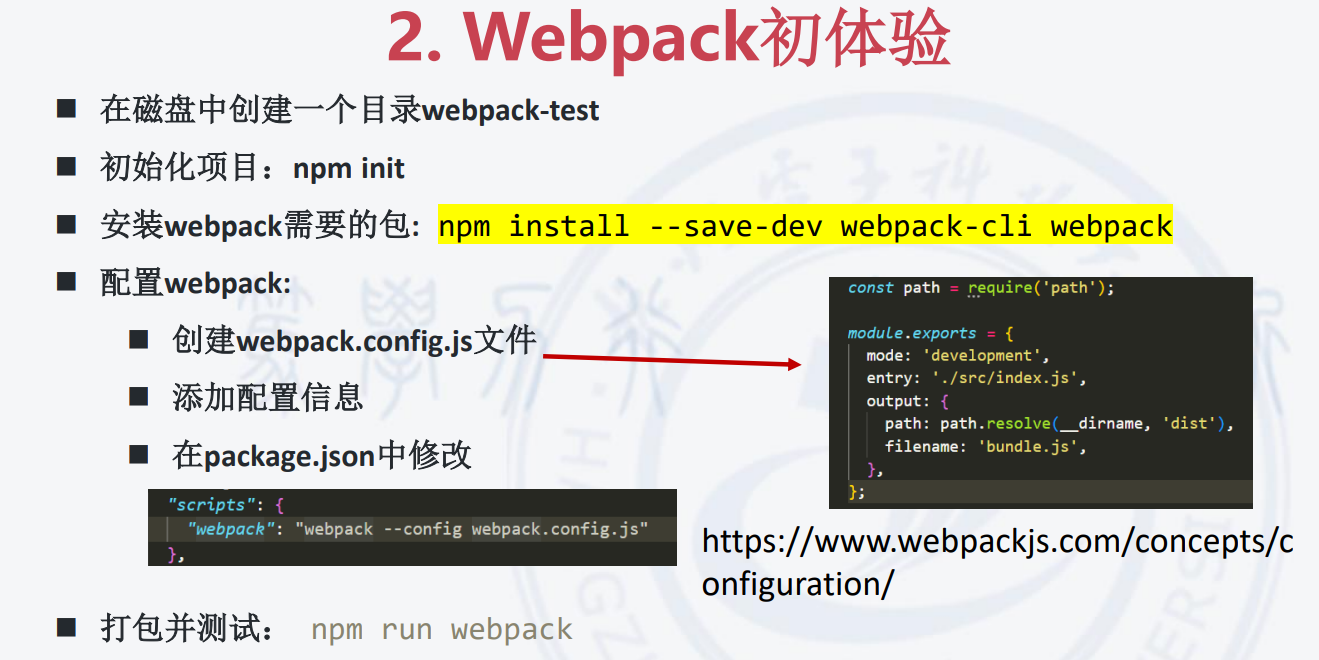 2. Webpack初体验
在磁盘中创建一个目录webpack-test
初始化项目：npm init
安装webpack需要的包: npm install --save-dev webpack-cli webpack
配置webpack:
创建webpack.config.js文件
添加配置信息
在package.json中修改
"scripts": {
"webpack": "webpack --config webpack.config.js"
},
const path = require('path');
module.exports = {
mode: 'development',
entry: './src/index.js',
output: {
path: path.resolve(__dirname, 'dist'),
filename: 'bundle.js',
},
};
https://www.webpackjs.com/concepts/c
onfiguration/
打包并测试： npm run webpack